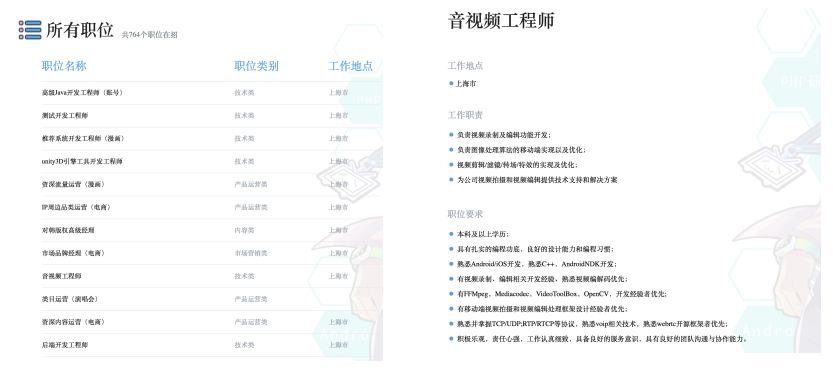 所有职位 共764个职位在招
职位名称 职位类别 工作地点
高级Java开发工程师（账号） 技术类 上海市
测试开发工程师 技术类 上海市
推荐系统开发工程师（漫画） 技术类 上海市
unity3D引擎工具开发工程师 技术类 上海市
资深流量运营（漫画） 产品运营类 上海市
IP周边品类运营（电商） 产品运营类 上海市
对韩版权高级经理 内容类 上海市
市场品牌经理（电商） 市场营销类 上海市
音视频工程师 技术类 上海市
类目运营（演唱会） 产品运营类
资深内容运营（电商） 产品运营类 上海市
后端开发工程师 技术类 上海市
音视频工程师
工作地点
上海市
工作职责
负责视频录制及编辑功能开发；
负责图像处理算法的移动端实现以及优化；
视频剪辑/滤镜/转场/特效的实现及优化；
为公司视频拍摄和视频编辑提供技术支持和解决方案
职位要求
本科及以上学历；
具有扎实的编程功底，良好的设计能力和编程习惯；
熟悉Android/iOS开发、熟悉C++、AndroidNDK开发；
有视频录制、编辑相关开发经验、熟悉视频编解码优先；
有FFMpeg、Mediacodec、VideoToolBox、OpenCV、开发经验者优先；
有移动端视频拍摄和视频编辑处理框架设计经验者优先；
熟悉并掌握TCP/UDP,RTP/RTCP等协议，熟悉voip相关技术，熟悉webrtc开源框架者优先；
积极乐观，责任心强，工作认真细致，具备良好的服务意识，具有良好的团队沟通与协作能力。
PHP
Andro